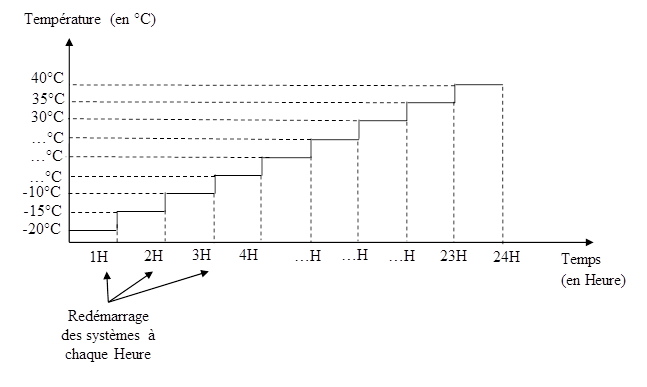 Température (en °C)
40°C
35°C
30°C
…°C
…°C
…°C
-10°C
-15°C
-20°C
1H 2H 3H 4H …H …H …H 23H 24H
Temps
(en Heure)
Redémarrage
des systèmes à
chaque Heure